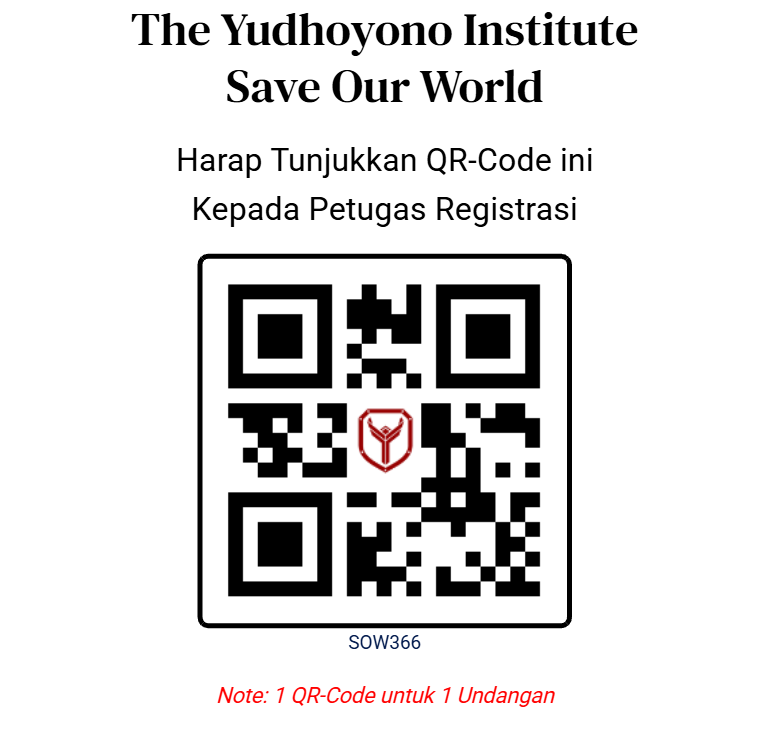 The Yudhoyono Institute
Save Our World
Harap Tunjukkan QR-Code ini
Kepada Petugas Registrasi
SOW366
Note: 1 QR-Code untuk 1 Undangan